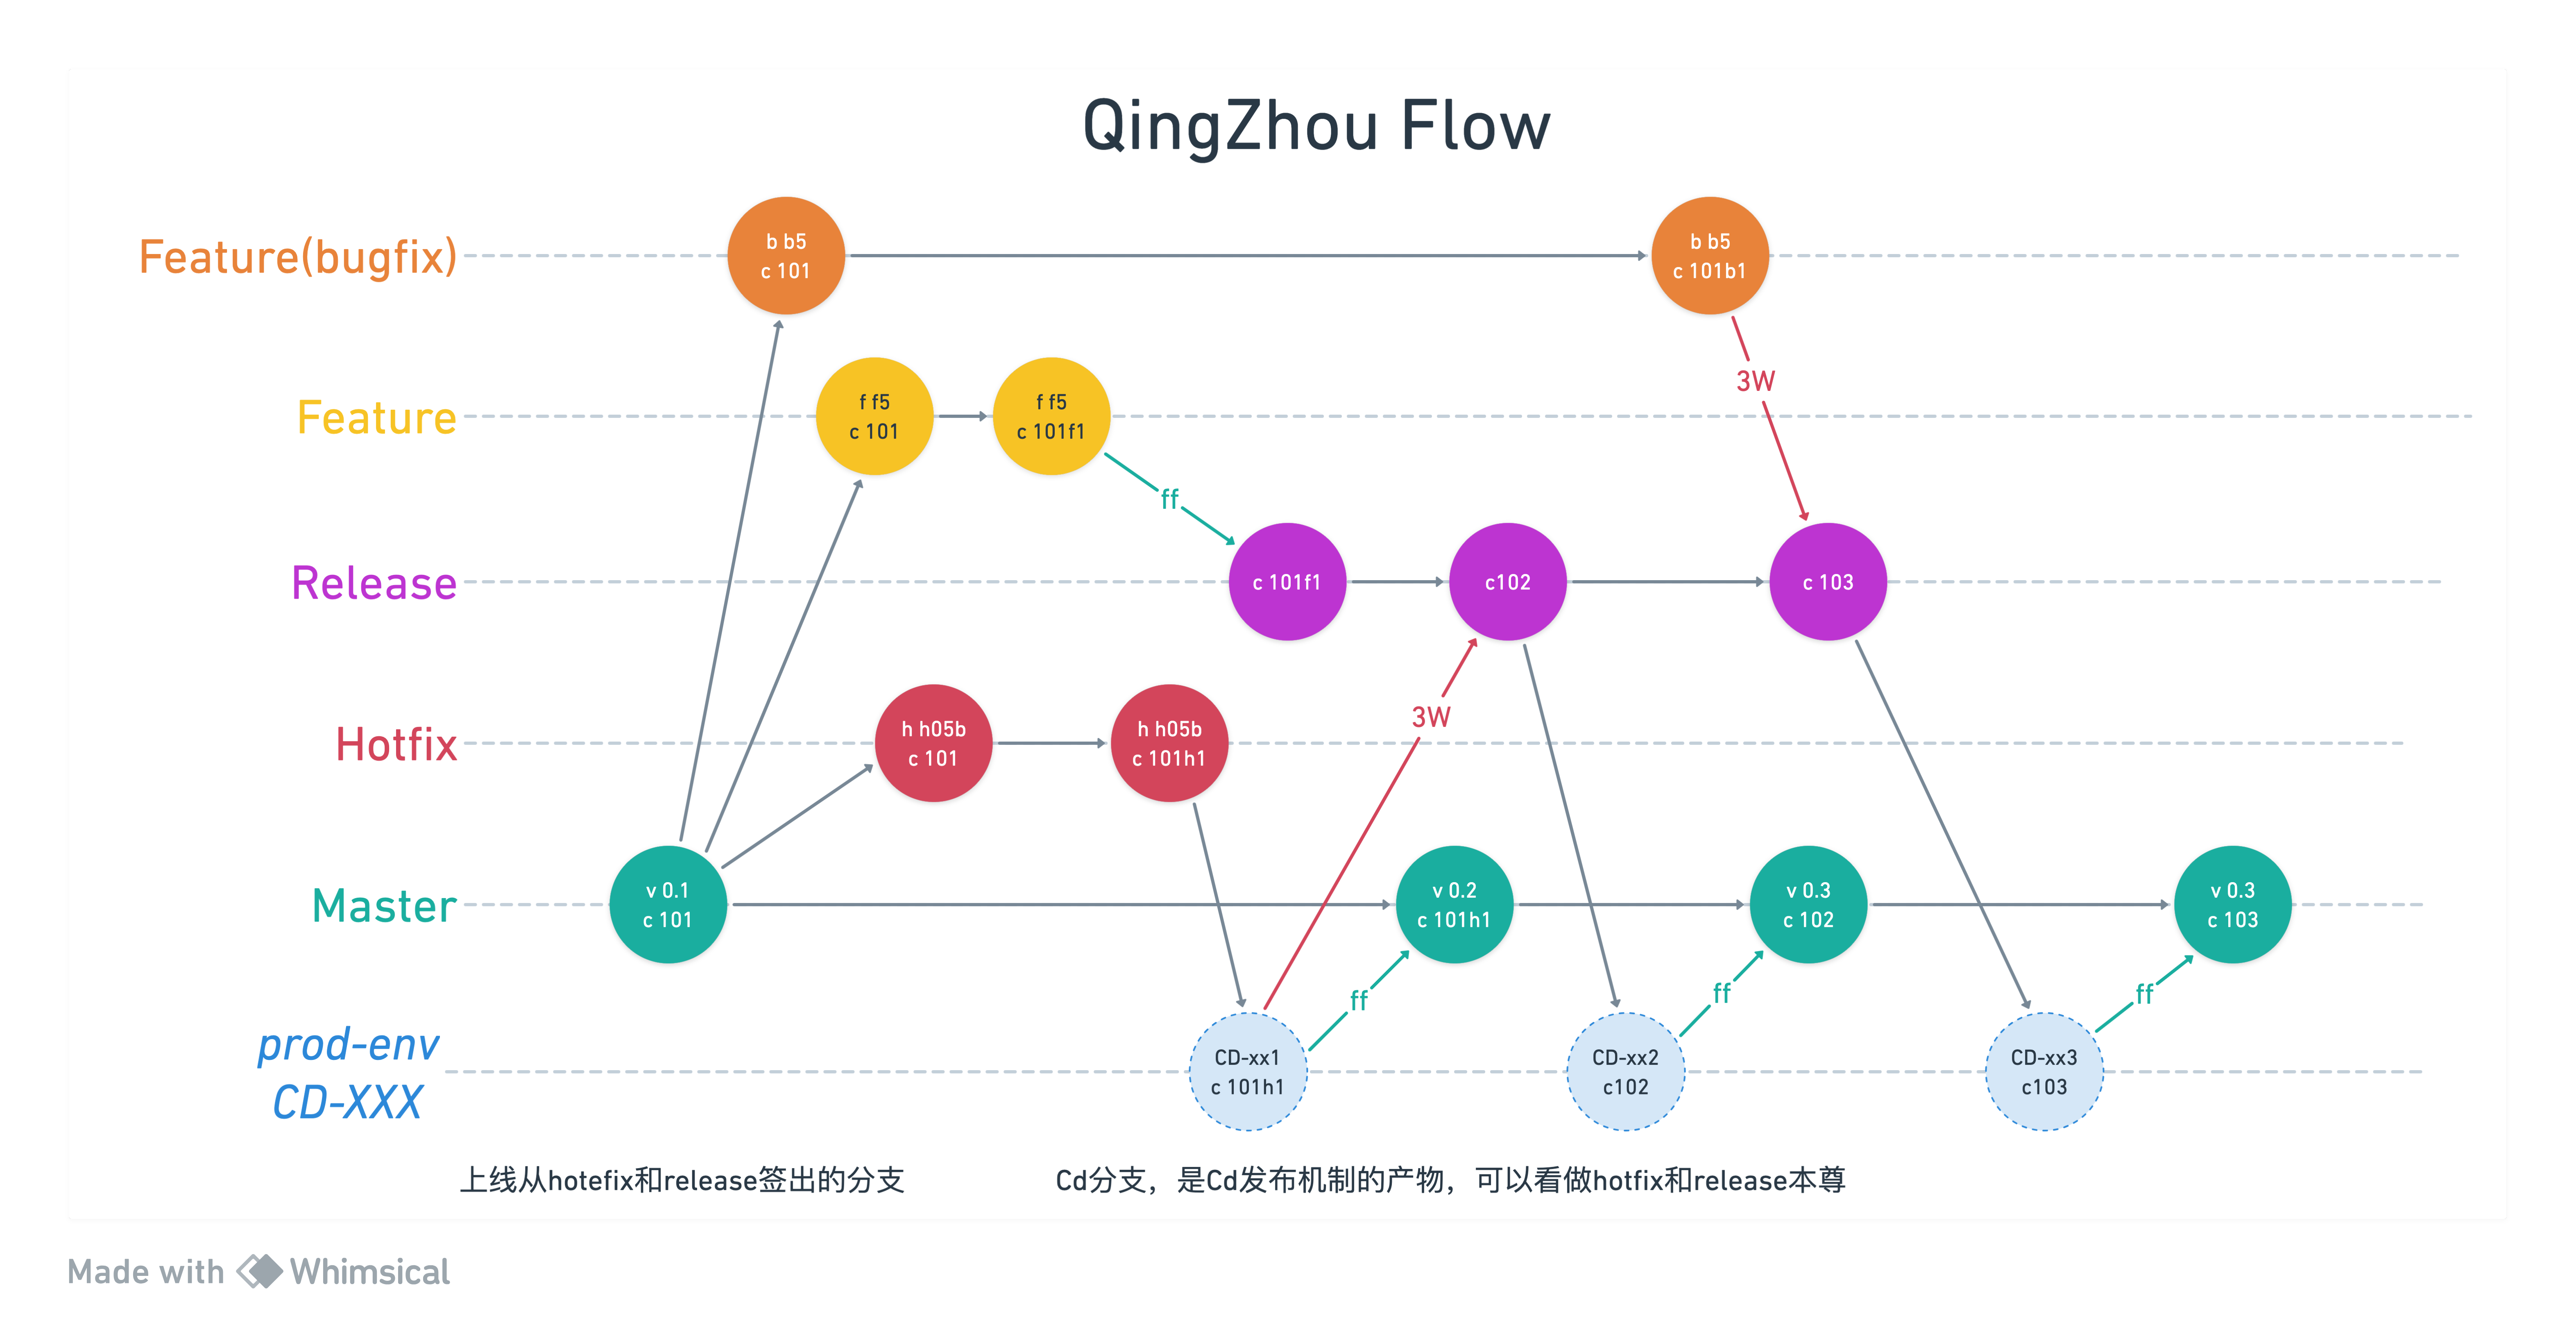 QingZhou Flow
Feature(bugfix)
b b5
c 101
b b5
c 101b1
3W
Feature
f f5
c 101
f f5
c 101f1
ff
Release
c 101f1
c102
c 103
3W
Hotfix
h h05b
c 101
h h05b
c 101h1
Master
v 0.1
c 101
v 0.2
c 101h1
v 0.3
c 102
v 0.3
c 103
ff
ff
ff
prod-env
CD-XXX
CD-xx1
c 101h1
CD-xx2
c102
CD-xx3
c103
上线从hotefix和release签出的分支
Cd分支，是Cd发布机制的产物，可以看做hotfix和release本尊
Made with Whimsical